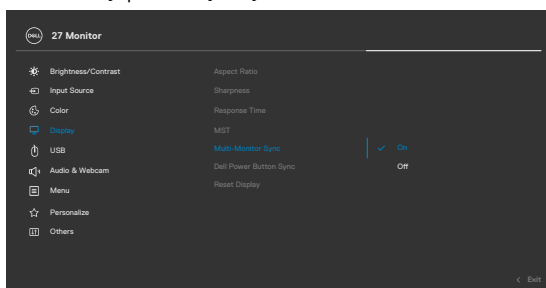 DELL
27 Monitor
Brightness/Contrast
Input Source
Color
Display
USB
Audio & Webcam
Menu
Personalize
Others
Aspect Ratio
Sharpness
Response Time
MST
Multi-Monitor Sync
Dell Power Button Sync
Reset Display
On
Off
Exit